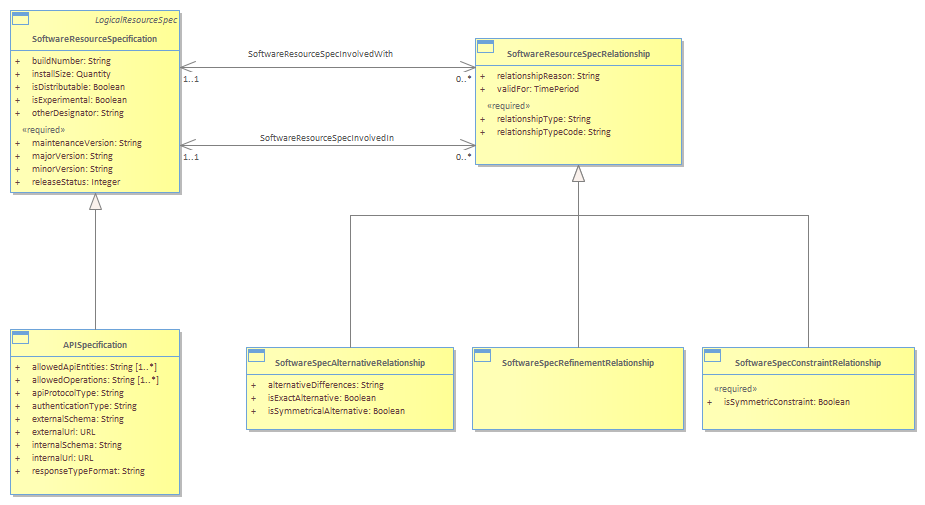 LogicalResourceSpec
SoftwareResourceSpecification
+ buildNumber: String
+ installSize: Quantity
+ isDistributable: Boolean
+ isExperimental: Boolean
+ otherDesignator: String
«required»
+ maintenanceVersion: String
+ majorVersion: String
+ minorVersion: String
+ releaseStatus: Integer
SoftwareResourceSpecInvolvedWith
1..1
0..*
SoftwareResourceSpecInvolvedIn
1..1
0..*
SoftwareResourceSpecRelationship
+ relationshipReason: String
+ validFor: TimePeriod
«required»
+ relationshipType: String
+ relationshipTypeCode: String
APISpecification
+ allowedApiEntities: String [1..*]
+ allowedOperations: String [1..*]
+ apiProtocolType: String
+ authenticationType: String
+ externalSchema: String
+ externalUrl: URL
+ internalSchema: String
+ internalUrl: URL
+ responseTypeFormat: String
SoftwareSpecAlternativeRelationship
+ alternativeDifferences: String
+ isExactAlternative: Boolean
+ isSymmetricalAlternative: Boolean
SoftwareSpecRefinementRelationship
SoftwareSpecConstraintRelationship
«required»
+ isSymmetricConstraint: Boolean